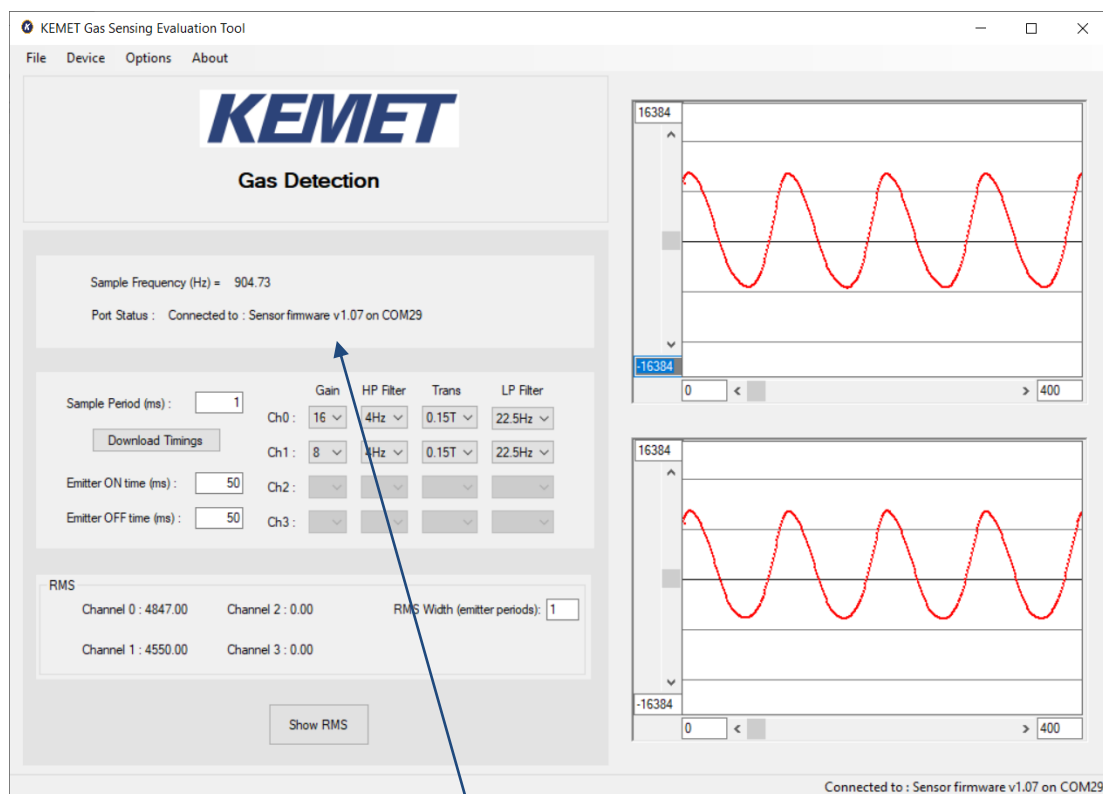 KEMET Gas Sensing Evaluation Tool
File Device Options About
KEMET
Gas Detection
Sample Frequency (Hz) = 904.73
Port Status : Connected to : Sensor firmware v1.07 on COM29
Gain HP Filter Trans LP Filter
Sample Period (ms) : 1
Ch0 : 16 4Hz 0.15T 22.5Hz
Download Timings
Ch1 : 8 4Hz 0.15T 22.5Hz
Emitter ON time (ms) : 50
Ch2 :
Emitter OFF time (ms) : 50
Ch3 :
RMS
Channel 0 : 4847.00 Channel 2 : 0.00 RMS Width (emitter periods): 1
Channel 1 : 4550.00 Channel 3 : 0.00
Show RMS
16384
-16384
0 400
16384
-16384
0 400
Connected to : Sensor firmware v1.07 on COM29